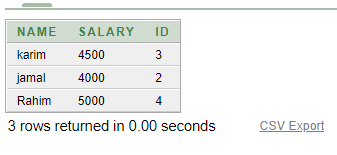 NAME SALARY ID
karim 4500 3
jamal 4000 2
Rahim 5000 4
3 rows returned in 0.00 seconds CSV Export